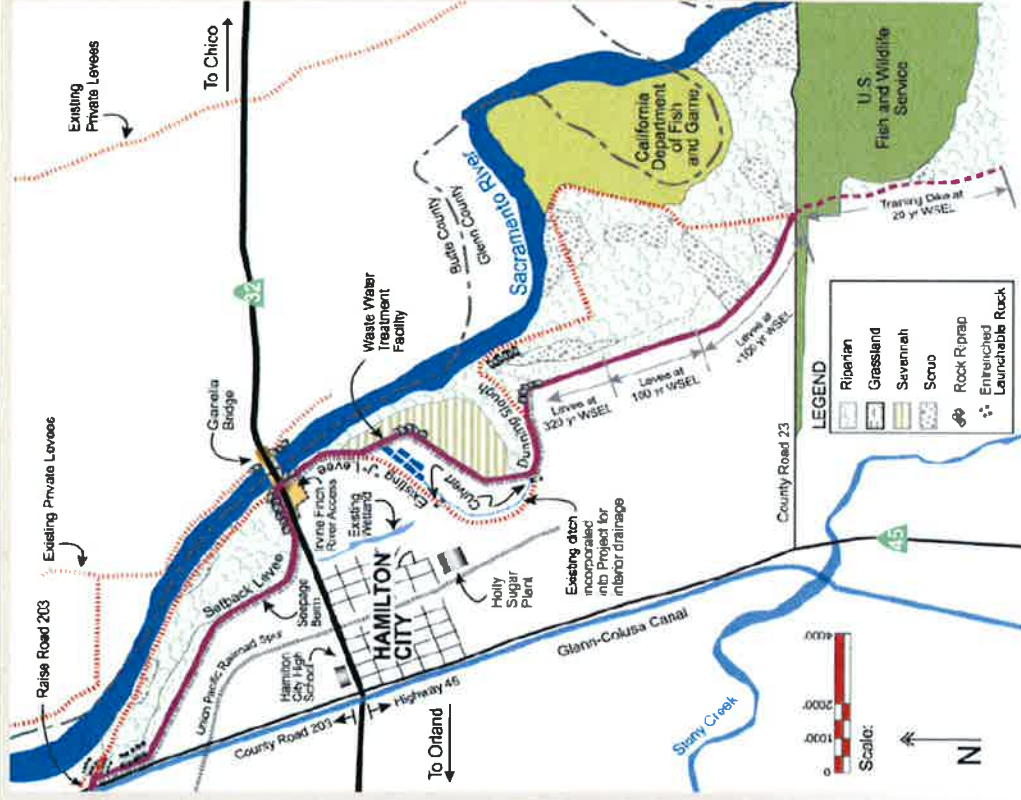 Raise Road 203
Existing Private Levees
Existing
Private Levees
To Chico
32
Gianella
Bridge
Waste Water
Treatment
Facility
Butte County
Glenn County
Sacramento River
California
Department
of Fish
and Game
U.S
Fish and Wildlife
Service
Training Dike at
20 yr WSEL
Setback Levee
Seepage
Berm
Irvine Finch
River Access
Existing
Wetland
Existing "J" Levee
Culvert
Dunning Slough
Levee at
320 yr WSEL
Levee at
100 yr WSEL
Levee at
100 yr WSEL
Union Pacific Railroad Spur
Hamilton
City High
School
HAMILTON
CITY
Holly
Sugar
Plant
Existing ditch
incorporated
into Project for
interior drainage
County Road 203
Highway 45
To Orland
Glenn-Colusa Canal
County Road 23
45
Stony Creek
LEGEND
Riparian
Grassland
Savannah
Scrub
Rock Riprap
Entrenched
Launchable Rock
Scale:
0
1000'
2000'
4000'
N